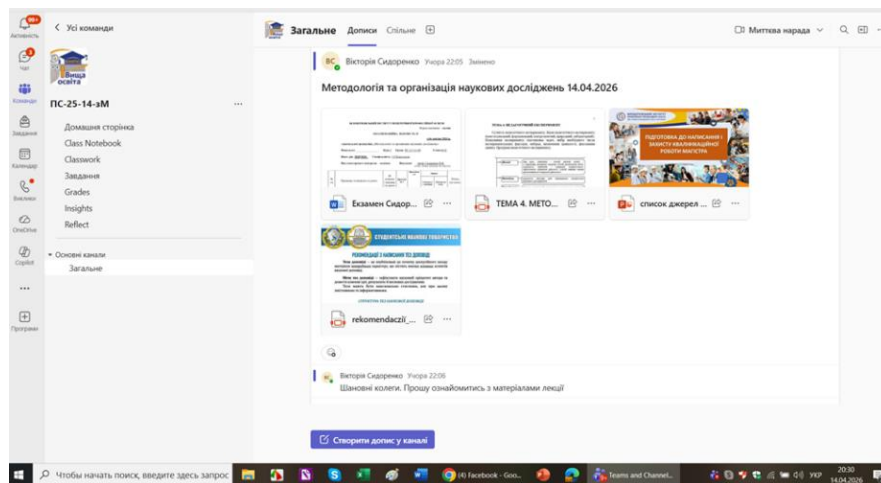 99+
Активність
Чат
Команди
Завдання
Календар
Виклики
OneDrive
Copilot
Програми
Усі команди
Вища
освіта
ПС-25-14-зМ
Домашня сторінка
Class Notebook
Classwork
Завдання
Grades
Insights
Reflect
Основні канали
Загальне
Загальне Дописи Спільне
Миттєва нарада
ВС Вікторія Сидоренко Учора 22:05 Змінено
Методологія та організація наукових досліджень 14.04.2026
ПІДГОТОВКА ДО НАПИСАННЯ І
ЗАХИСТУ КВАЛІФІКАЦІЙНОЇ
РОБОТИ МАГІСТРА
Екзамен Сидор...
ТЕМА 4. МЕТО...
список джерел ...
СТУДЕНТСЬКЕ НАУКОВЕ ТОВАРИСТВО
РЕКОМЕНДАЦІЇ З НАПИСАННЯ ТЕЗ ДОПОВІДІ
rekomendaczii_...
Вікторія Сидоренко Учора 22:06
Шановні колеги. Прошу ознайомитись з матеріалами лекції
Створити допис у каналі
Чтобы начать поиск, введите здесь запрос
(4) Facebook - Goo...
Teams and Channel...
УКР
20:30
14.04.2026